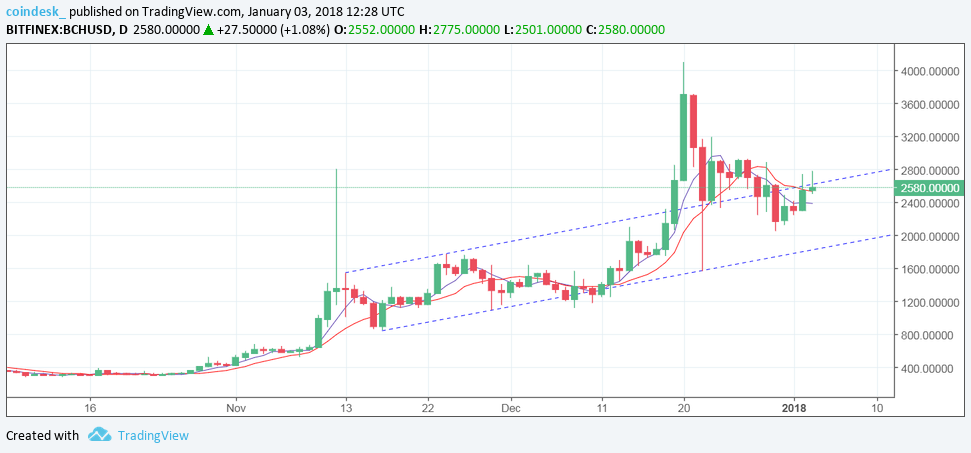 coindesk_ published on TradingView.com, January 03, 2018 12:28 UTC
BITFINEX:BCHUSD, D 2580.00000 ▲ +27.50000 (+1.08%) O:2552.00000 H:2775.00000 L:2501.00000 C:2580.00000
4000.00000
3600.00000
3200.00000
2800.00000
2580.00000
2400.00000
2000.00000
1600.00000
1200.00000
800.00000
400.00000
16 Nov 13 22 Dec 11 20 2018 10
Created with TradingView